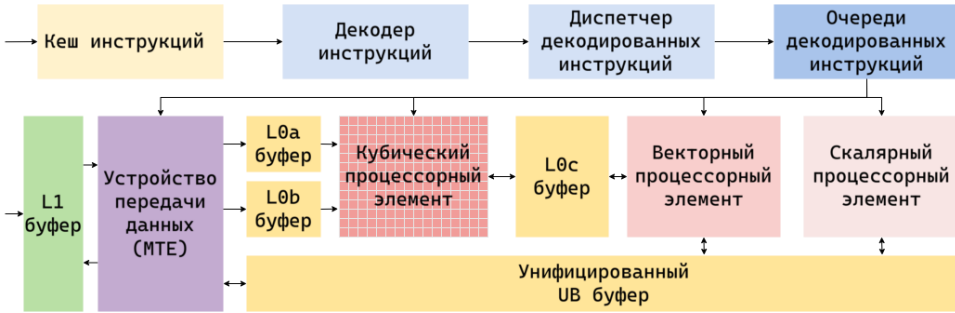 Кеш инструкций
Декодер
инструкций
Диспетчер
декодированных
инструкций
Очереди
декодированных
инструкций
L1
буфер
Устройство
передачи
данных
(MTE)
L0a
буфер
L0b
буфер
Кубический
процессорный
элемент
L0c
буфер
Векторный
процессорный
элемент
Скалярный
процессорный
элемент
Унифицированный
UB буфер